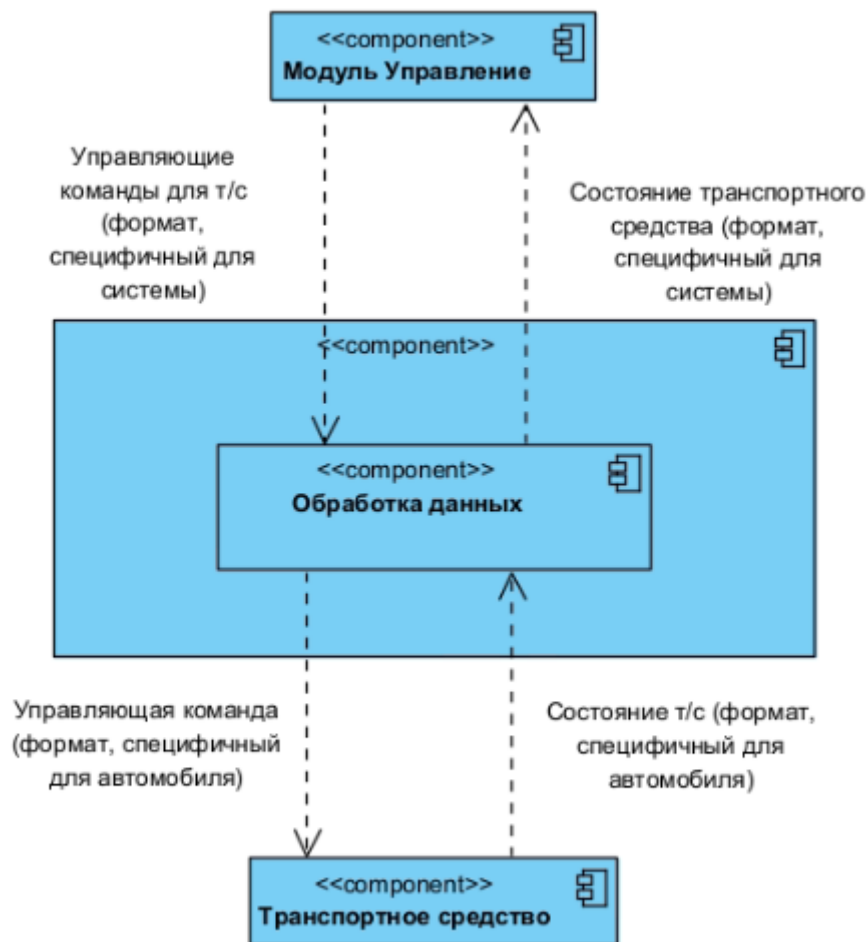 <<component>>
Модуль Управление
Управляющие
команды для т/с
(формат,
специфичный для
системы)
Состояние транспортного
средства (формат,
специфичный для
системы)
<<component>>
<<component>>
Обработка данных
Управляющая команда
(формат, специфичный
для автомобиля)
Состояние т/с (формат,
специфичный для
автомобиля)
<<component>>
Транспортное средство